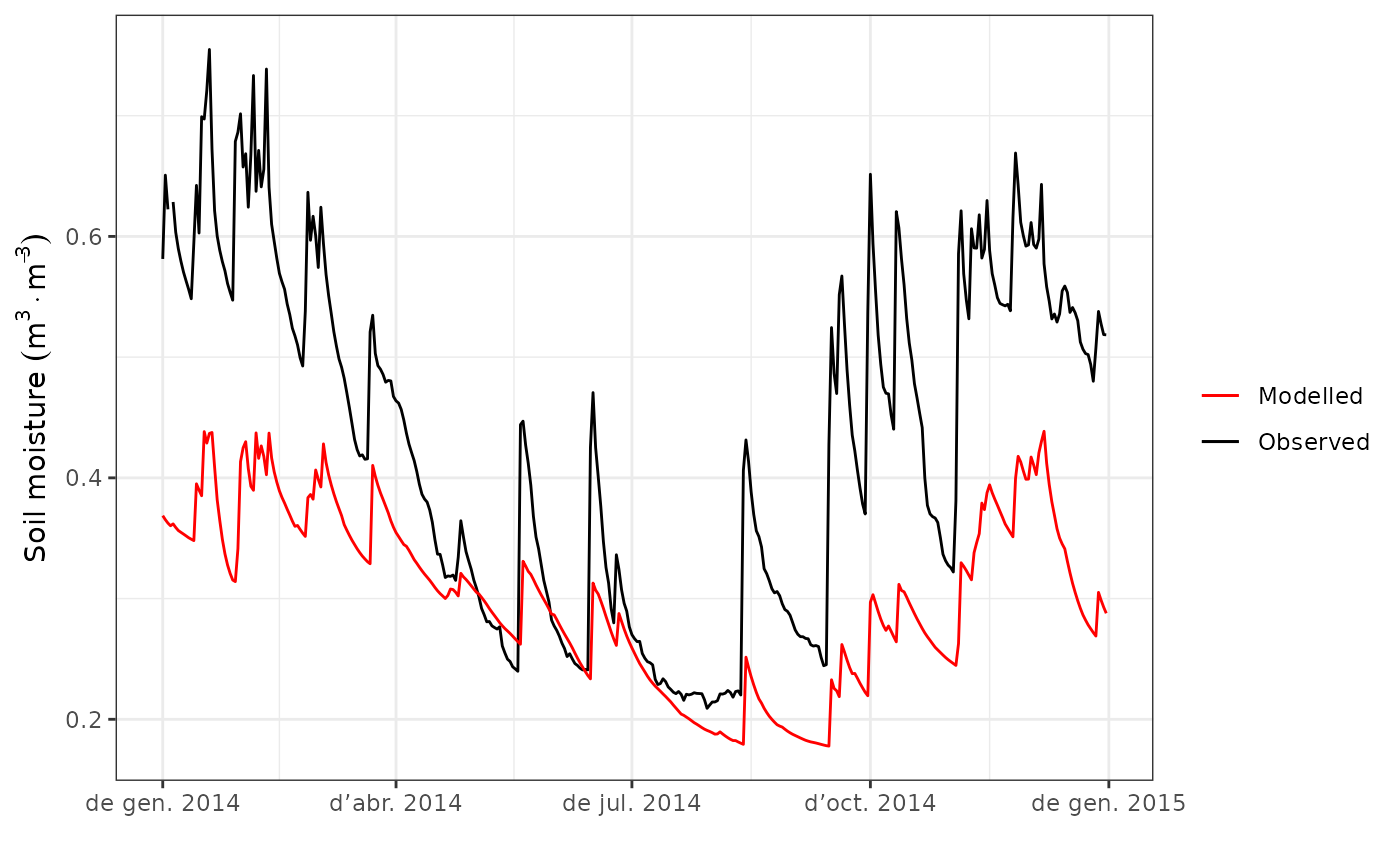 Soil moisture (m³ · m⁻³)
0.6
0.4
0.2
de gen. 2014 d’abr. 2014 de jul. 2014 d’oct. 2014 de gen. 2015
Modelled
Observed